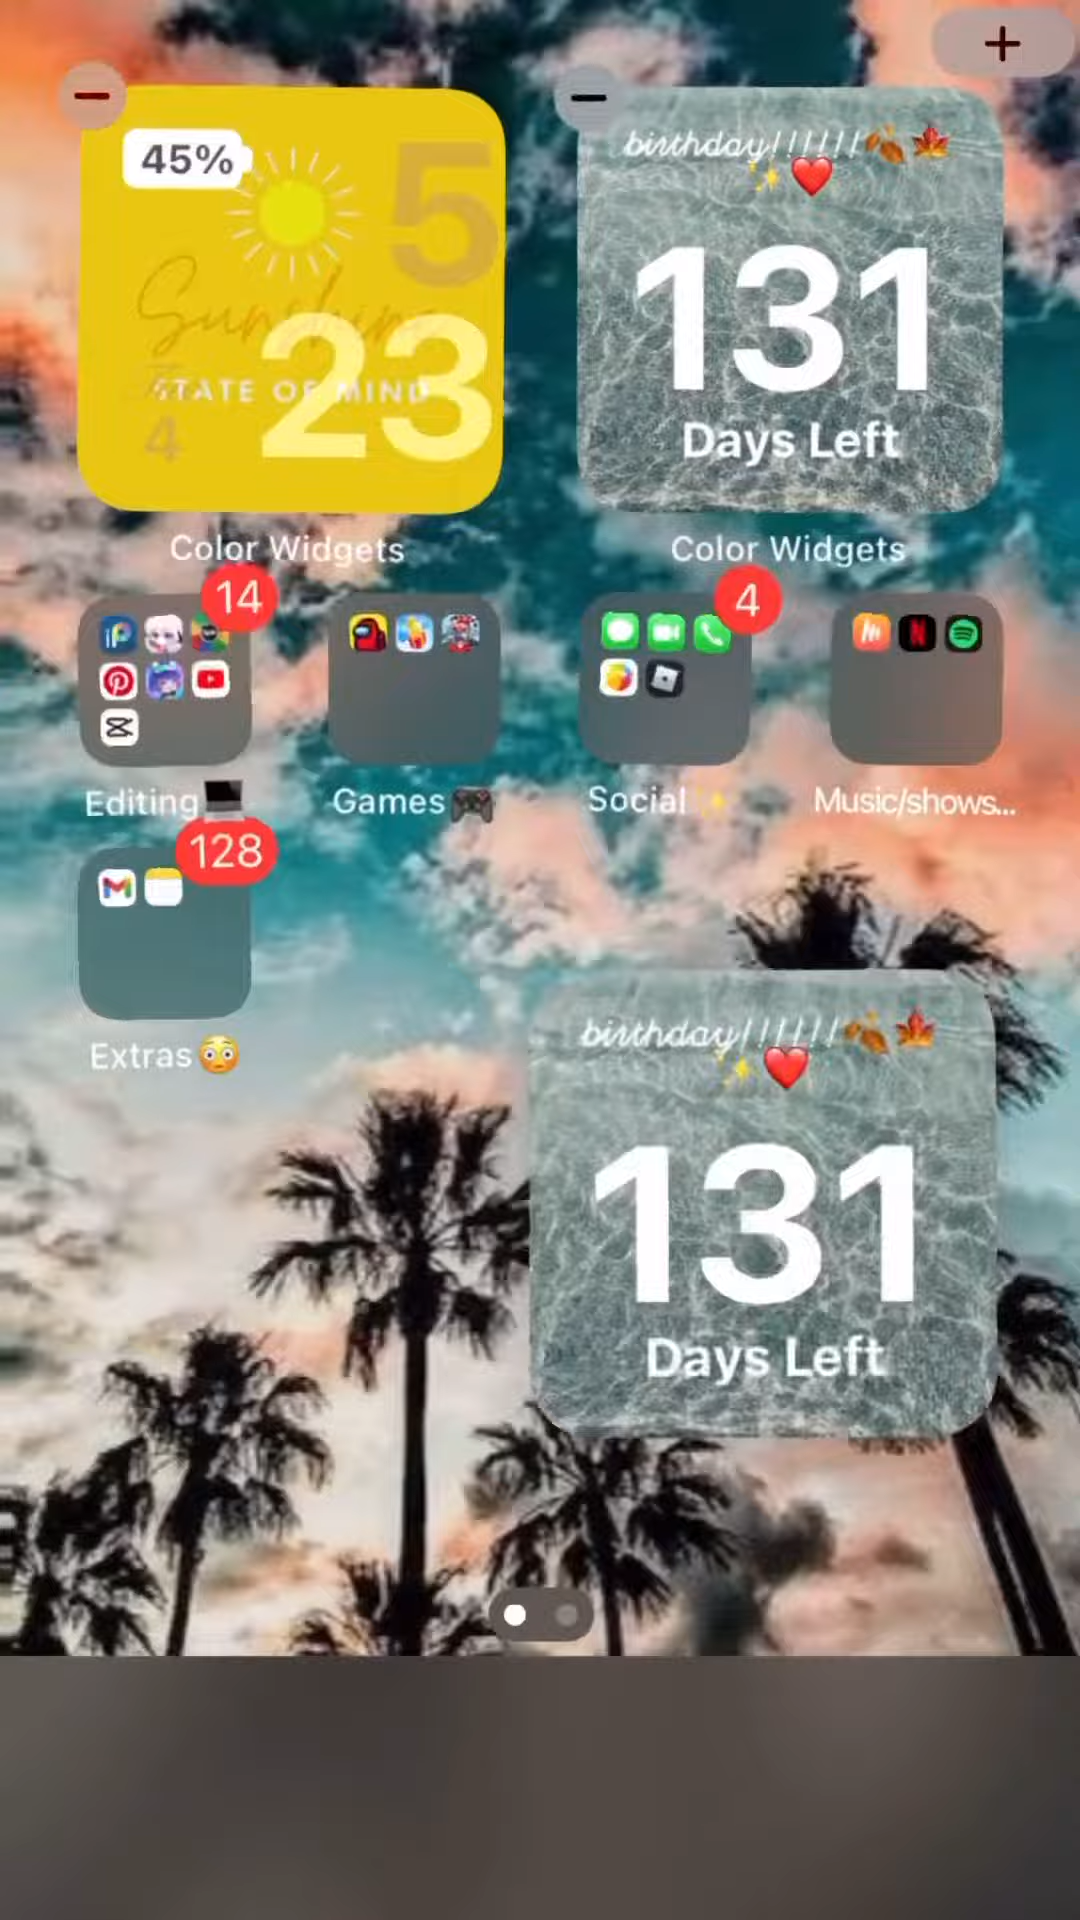 45%
5
Sunshine
23
STATE OF MIND
4
birthday!!!!!!🍂🍁
✨❤️
131
Days Left
Color Widgets
Color Widgets
14
4
Editing💻
Games🎮
Social✨
Music/shows...
128
Extras😳
birthday!!!!!!🍂🍁
✨❤️
131
Days Left